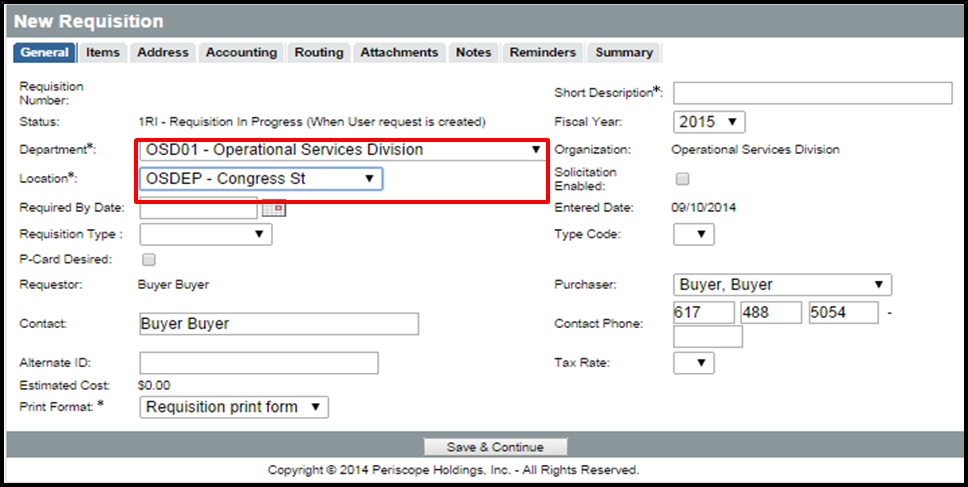 New Requisition
General Items Address Accounting Routing Attachments Notes Reminders Summary
Requisition
Number:
Short Description*:
Status: 1RI - Requisition In Progress (When User request is created)
Fiscal Year: 2015
Department*: OSD01 - Operational Services Division
Organization: Operational Services Division
Location*: OSDEP - Congress St
Solicitation
Enabled:
Required By Date:
Entered Date: 09/10/2014
Requisition Type :
Type Code:
P-Card Desired:
Requestor: Buyer Buyer
Purchaser: Buyer, Buyer
Contact: Buyer Buyer
Contact Phone: 617 488 5054 -
Alternate ID:
Tax Rate:
Estimated Cost: $0.00
Print Format: * Requisition print form
Save & Continue
Copyright © 2014 Periscope Holdings, Inc. - All Rights Reserved.